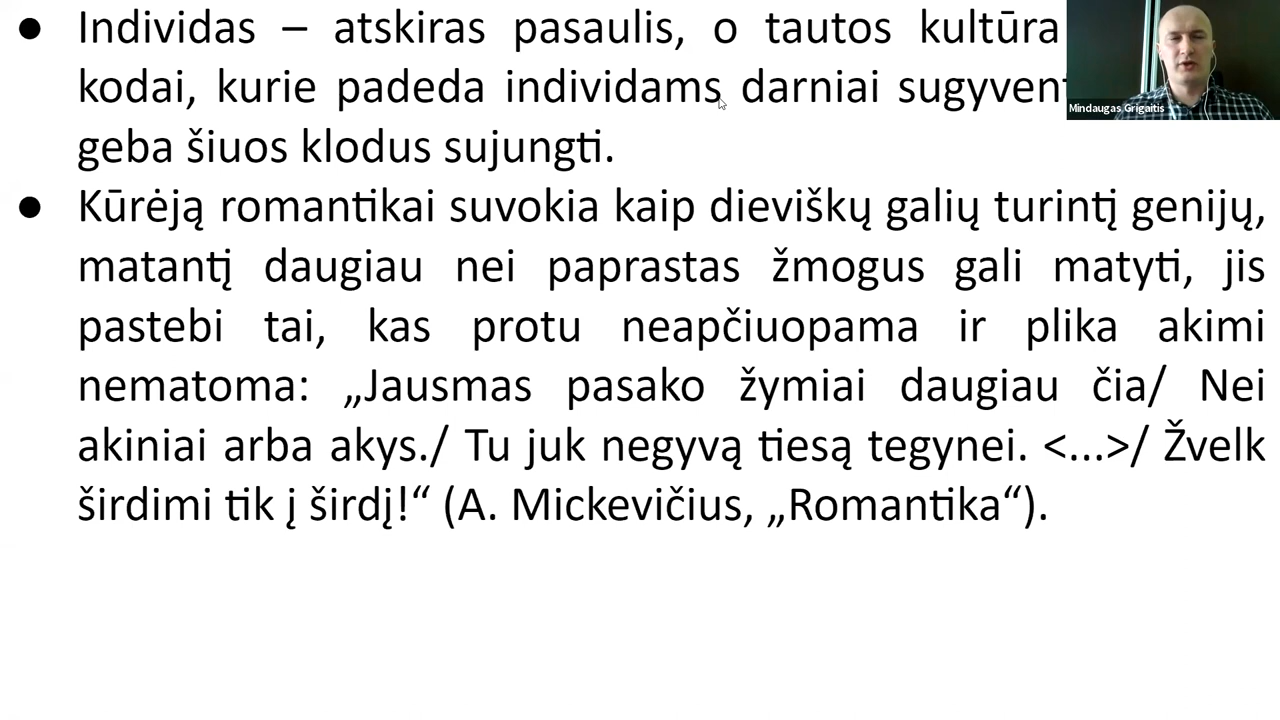 ● Individas – atskiras pasaulis, o tautos kultūra
kodai, kurie padeda individams darniai
geba šiuos klodus sujungti.
● Kūrėją romantikai suvokia kaip dieviškų galių turintį genijų,
matantį daugiau nei paprastas žmogus gali matyti, jis
pastebi tai, kas protu neapčiuopama ir plika akimi
nematoma: „Jausmas pasako žymiai daugiau čia/ Nei
akiniai arba akys./ Tu juk negyvą tiesą tegynei. <...>/ Žvelk
širdimi tik į širdį!“ (A. Mickevičius, „Romantika“).
Mindaugas Grigaitis